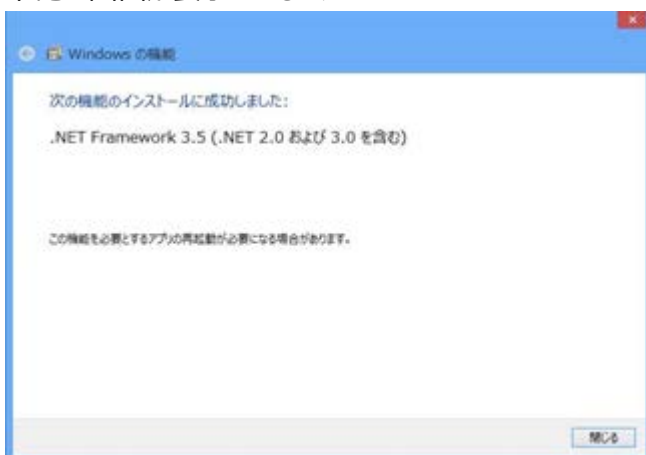 Windows の機能
次の機能のインストールに成功しました:
.NET Framework 3.5 (.NET 2.0 および 3.0 を含む)
この機能を必要とするアプリの再起動が必要になる場合があります。
閉じる